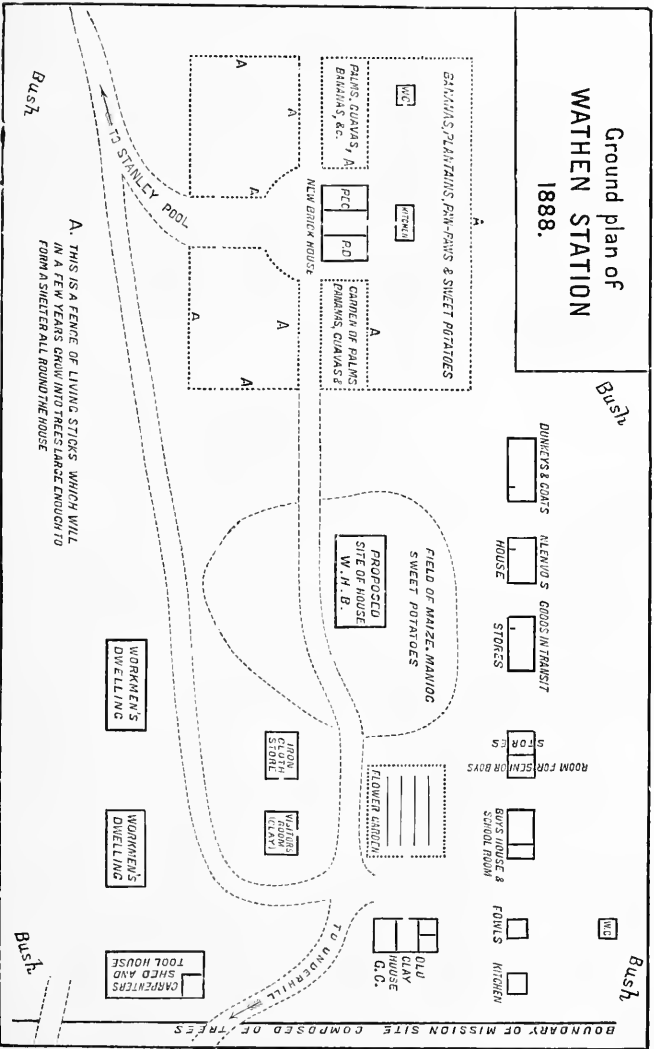 Ground plan of
WATHEN STATION
1888.
Bush
BANANAS, PLANTAINS, PAW-PAWS & SWEET POTATOES
A
W.C
KITCHEN
PALMS, GUAVAS, A
BANANAS, &c.
PEC
P.D
NEW BRICK HOUSE
A
GARDEN OF PALMS
BANANAS, GUAVAS &
A
A
A
A
A
A
A
TO STANLEY POOL
Bush
A. THIS IS A FENCE OF LIVING STICKS WHICH WILL
IN A FEW YEARS GROW INTO TREES LARGE ENOUGH TO
FORM A SHELTER ALL ROUND THE HOUSE
DONKEYS & GOATS
NLENVO'S
HOUSE
GOODS IN TRANSIT
STORES
STORES
ROOM FOR SENIOR BOYS
BOYS HOUSE &
SCHOOL ROOM
FOWLS
KITCHEN
W.C
Bush
FIELD OF MAIZE, MANIOC
SWEET POTATOES
PROPOSED
SITE OF HOUSE
W.H.B.
FLOWER GARDEN
OLD
CLAY
HOUSE
G.C.
IRON
CLOTH
STORE
VISITORS
ROOM
(CLAY)
TO UNDERHILL
WORKMEN'S
DWELLING
WORKMEN'S
DWELLING
CARPENTERS
SHED AND
TOOL HOUSE
Bush
BOUNDARY OF MISSION SITE COMPOSED OF TREES